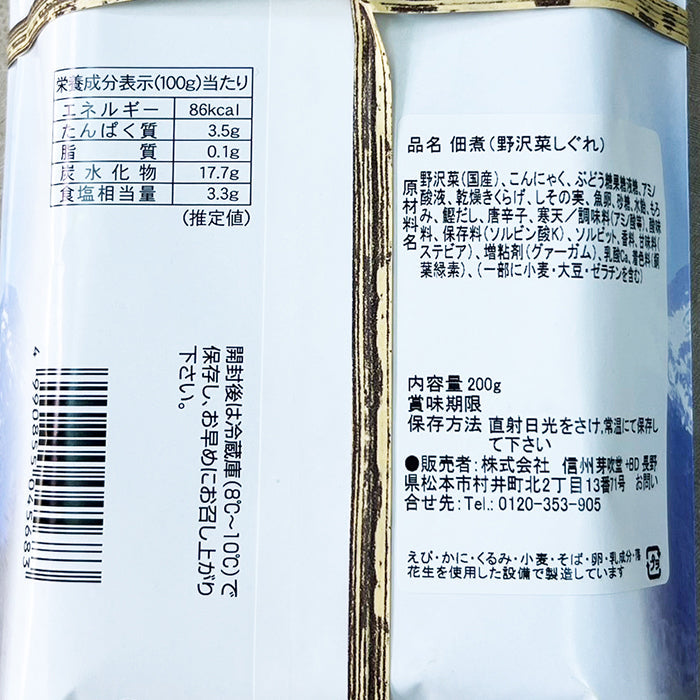 栄養成分表示(100g)当たり
エネルギー 86kcal
たんぱく質 3.5g
脂質 0.1g
炭水化物 17.7g
食塩相当量 3.3g
(推定値)
開封後は冷蔵庫(8℃〜10℃)で
保存し、お早めにお召し上がり
下さい。
4 990855 045683
品名 佃煮(野沢菜しぐれ)
原材料名
野沢菜(国産)、こんにゃく、ぶどう糖果糖液糖、アミノ
酸液、乾燥きくらげ、しその実、魚卵、砂糖、水飴、もろ
み、鰹だし、唐辛子、寒天／調味料(アミノ酸等)、酸味
料、保存料(ソルビン酸K)、ソルビット、香料、甘味料(
ステビア)、増粘剤(グァーガム)、乳酸Ca、着色料(銅
葉緑素)、(一部に小麦・大豆・ゼラチンを含む)
内容量 200g
賞味期限
保存方法 直射日光をさけ,常温にて保存し
て下さい
●販売者:株式会社 信州芽吹堂+BD 長野
県松本市村井町北2丁目13番71号 お問い
合せ先:Tel.:0120-353-905
えび・かに・くるみ・小麦・そば・卵・乳成分・落
花生を使用した設備で製造しています
プラ